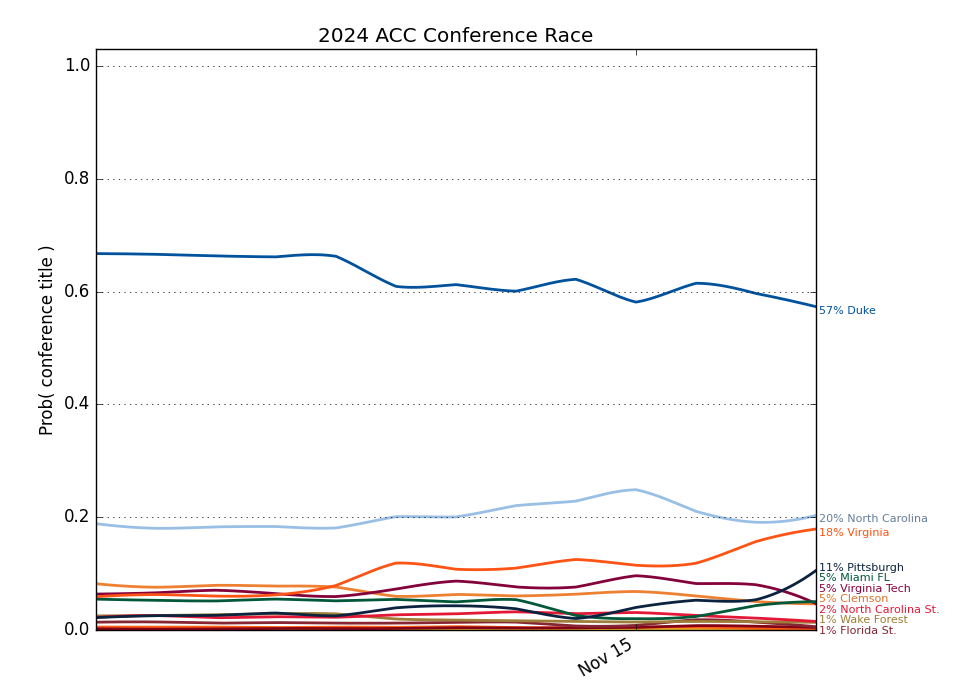 2024 ACC Conference Race
1.0
0.8
0.6
0.4
0.2
0.0
Prob( conference title )
Nov 15
57% Duke
20% North Carolina
18% Virginia
11% Pittsburgh
5% Miami FL
5% Virginia Tech
5% Clemson
2% North Carolina St.
1% Wake Forest
1% Florida St.